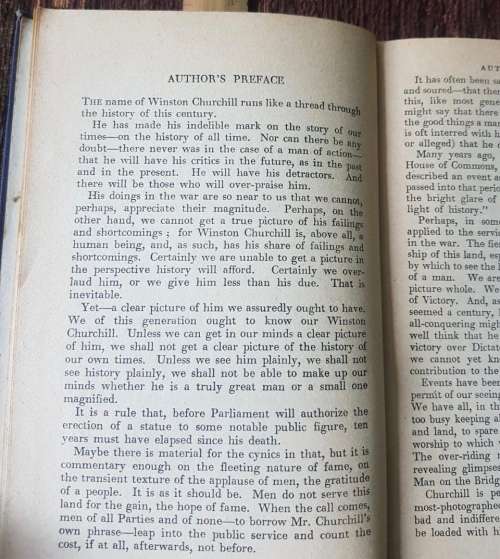 AUTHOR'S PREFACE
THE name of Winston Churchill runs like a thread through
the history of this century.
He has made his indelible mark on the story of our
times—on the history of all time. Nor can there be any
doubt—there never was in the case of a man of action—
that he will have his critics in the future, as in the past
and in the present. He will have his detractors. And
there will be those who will over-praise him.
His doings in the war are so near to us that we cannot,
perhaps, appreciate their magnitude. Perhaps, on the
other hand, we cannot get a true picture of his failings
and shortcomings; for Winston Churchill is, above all, a
human being, and, as such, has his share of failings and
shortcomings. Certainly we are unable to get a picture in
the perspective history will afford. Certainly we over-
laud him, or we give him less than his due. That is
inevitable.
Yet—a clear picture of him we assuredly ought to have.
We of this generation ought to know our Winston
Churchill. Unless we can get in our minds a clear picture
of him, we shall not get a clear picture of the history of
our own times. Unless we see him plainly, we shall not
see history plainly, we shall not be able to make up our
minds whether he is a truly great man or a small one
magnified.
It is a rule that, before Parliament will authorize the
erection of a statue to some notable public figure, ten
years must have elapsed since his death.
Maybe there is material for the cynics in that, but it is
commentary enough on the fleeting nature of fame, on
the transient texture of the applause of men, the gratitude
of a people. It is as it should be. Men do not serve this
land for the gain, the hope of fame. When the call comes,
men of all Parties and of none—to borrow Mr. Churchill's
own phrase—leap into the public service and count the
cost, if at all, afterwards, not before.
AUT
It has often been sa
and soured—that ther
this, like most gene
might say that there
the good things a man
is oft interred with h
or alleged) that he
Many years ago,
House of Commons,
described an event a
passed into that peri
the bright glare of
light of history."
Perhaps, in som
applied to the servic
in the war. The fie
ship of this land, esp
by which to see the l
of a man. We are
picture whole. We
of Victory. And, as
seemed a century, l
all-conquering migh
well think that he
victory over Dictat
we cannot yet kn
contribution to the
Events have been
permit of our seeing
We have all, in th
too busy keeping al
and land, to spare
worship to which
The over-riding r
revealing glimpse
Man on the Bridg
Churchill is pe
most-photographed
bad and indiffere
be loaded with h